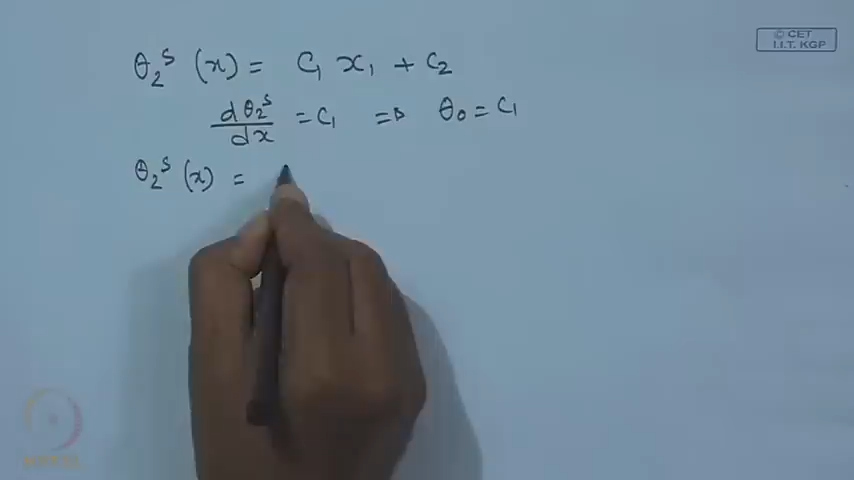 θ₂ˢ (x) = C₁ x₁ + C₂
dθ₂ˢ/dx = C₁ => θ₀ = C₁
θ₂ˢ (x) =
© CET
I.I.T. KGP